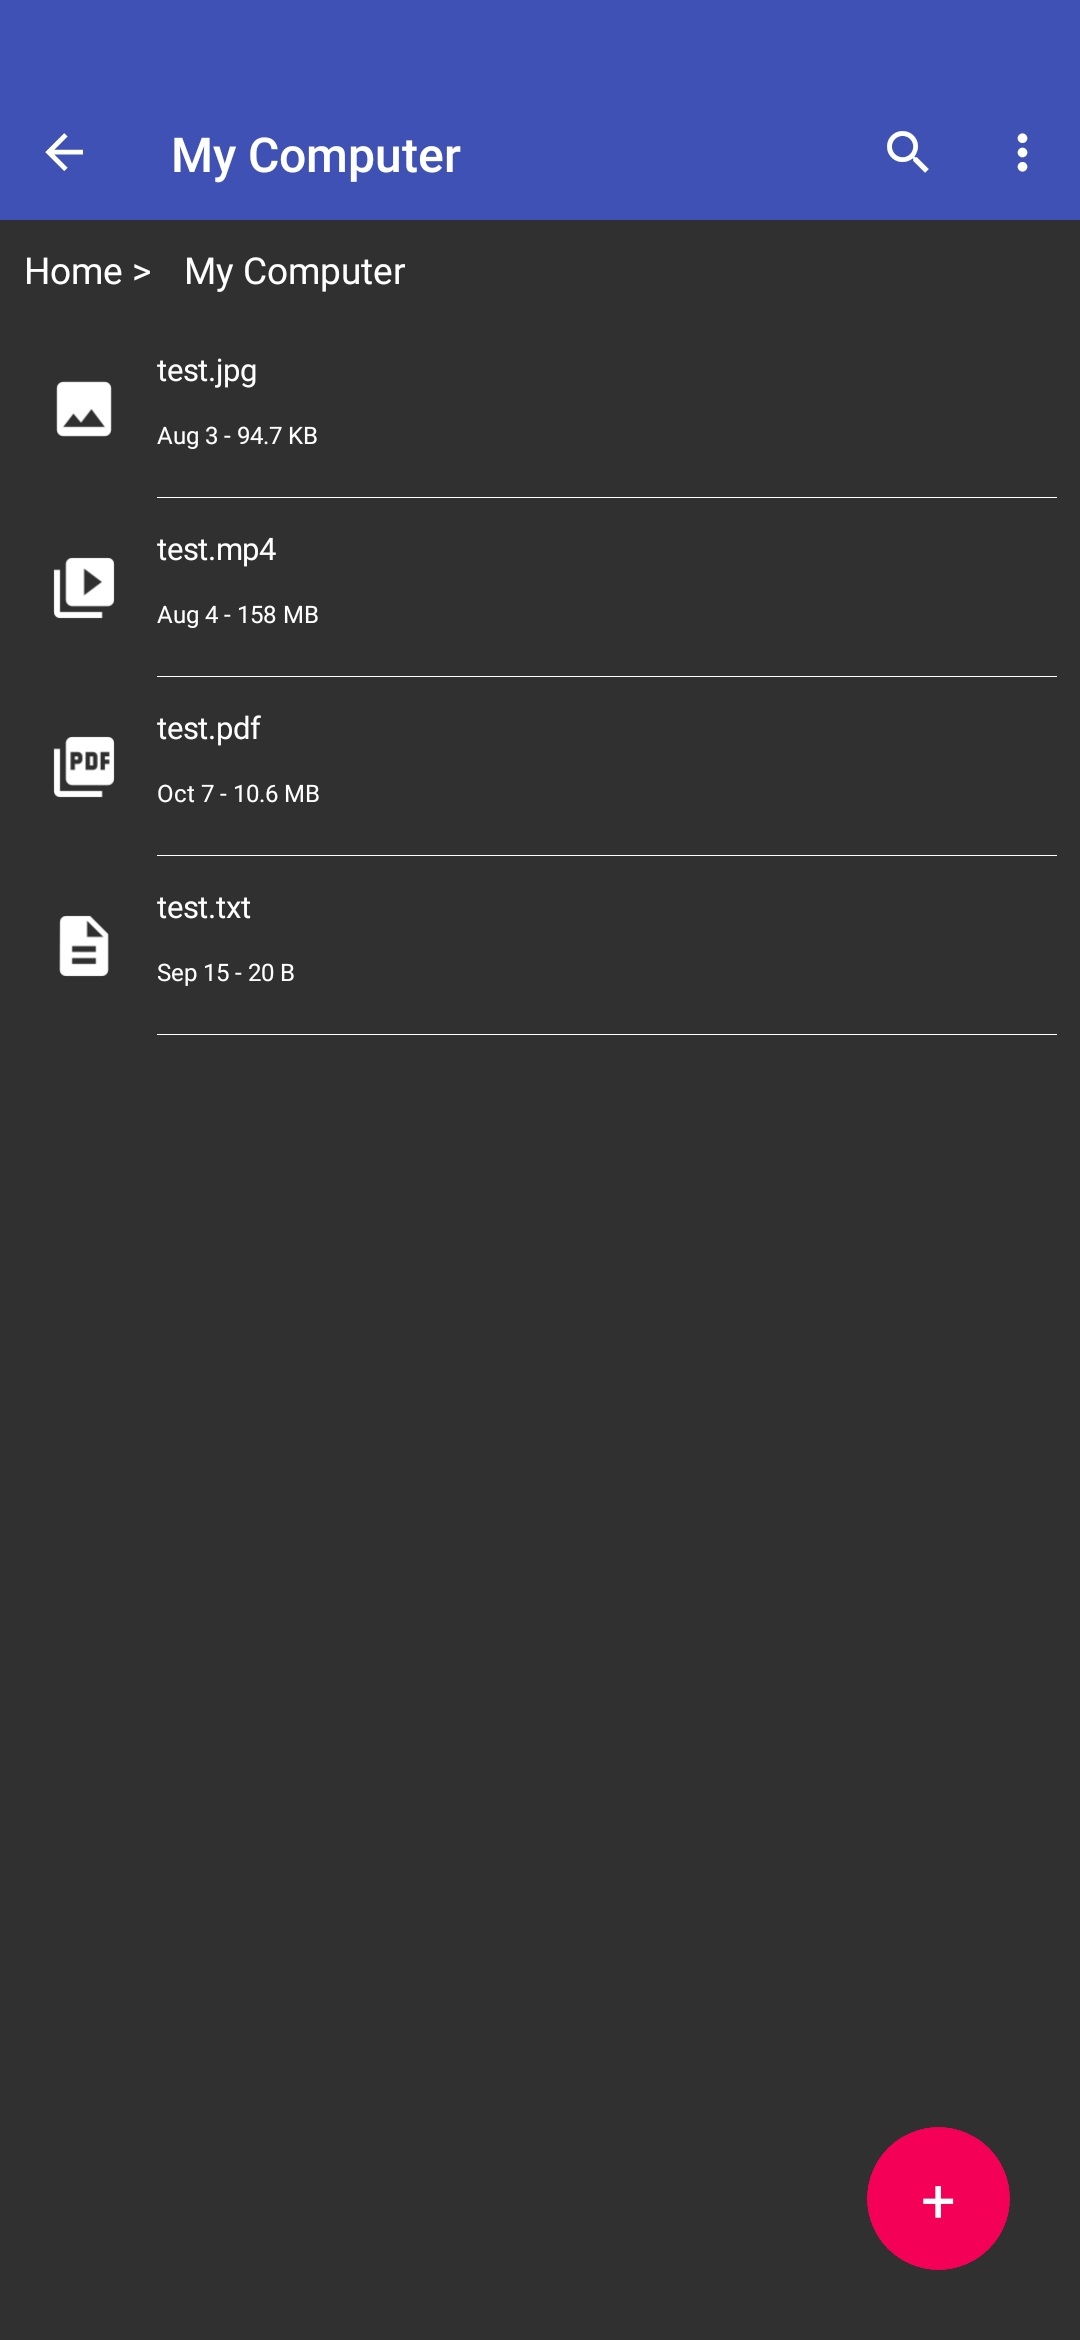 My Computer
Home > My Computer
test.jpg
Aug 3 - 94.7 KB
test.mp4
Aug 4 - 158 MB
test.pdf
PDF
Oct 7 - 10.6 MB
test.txt
Sep 15 - 20 B
+